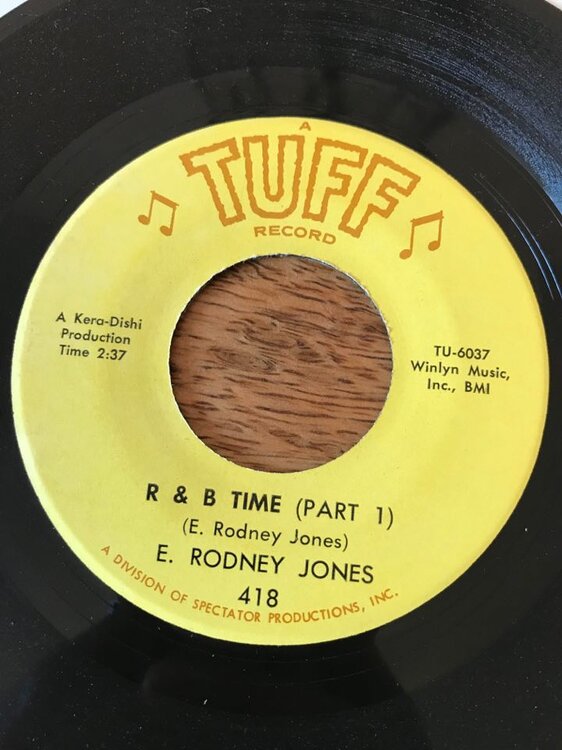 A
TUFF
RECORD
A Kera-Dishi
Production
Time 2:37
TU-6037
Winlyn Music,
Inc., BMI
R & B TIME (PART 1)
(E. Rodney Jones)
E. RODNEY JONES
418
A DIVISION OF SPECTATOR PRODUCTIONS, INC.